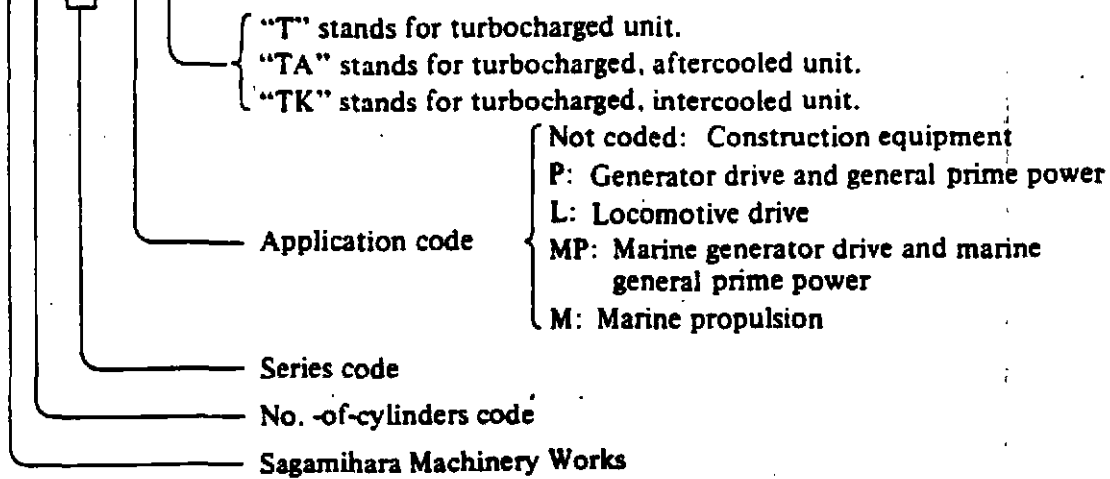 “T” stands for turbocharged unit.
“TA” stands for turbocharged, aftercooled unit.
“TK” stands for turbocharged, intercooled unit.
Not coded: Construction equipment
P: Generator drive and general prime power
L: Locomotive drive
Application code
MP: Marine generator drive and marine
general prime power
M: Marine propulsion
Series code
No. -of-cylinders code
Sagamihara Machinery Works